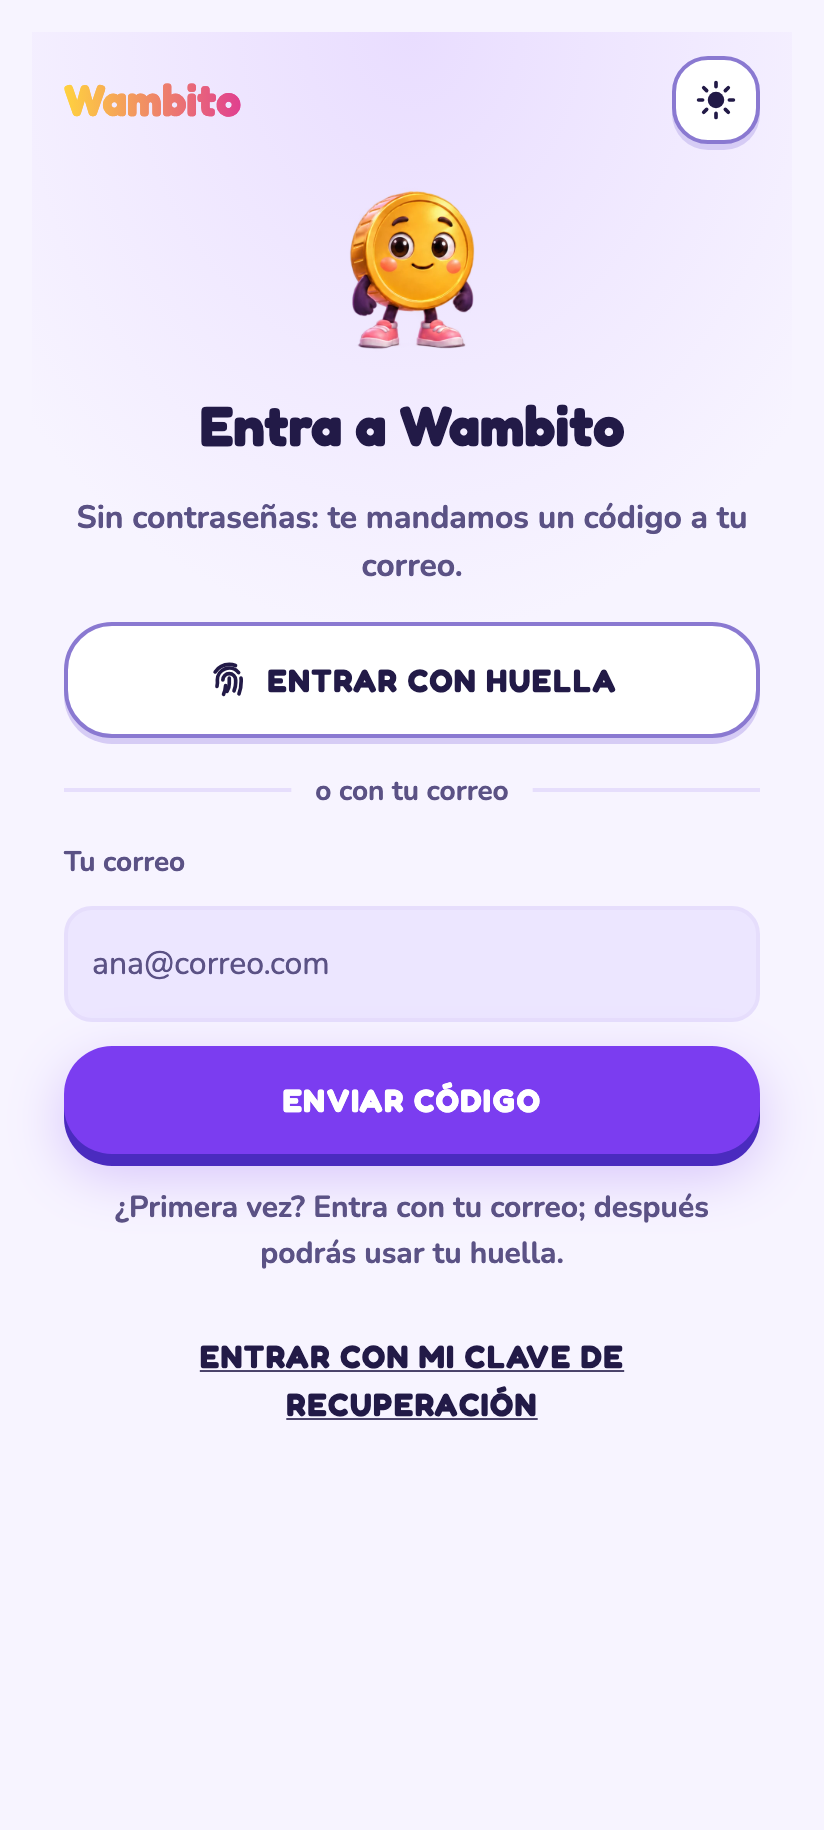 Wambito
Entra a Wambito
Sin contraseñas: te mandamos un código a tu
correo.
ENTRAR CON HUELLA
o con tu correo
Tu correo
ana@correo.com
ENVIAR CÓDIGO
¿Primera vez? Entra con tu correo; después
podrás usar tu huella.
ENTRAR CON MI CLAVE DE
RECUPERACIÓN